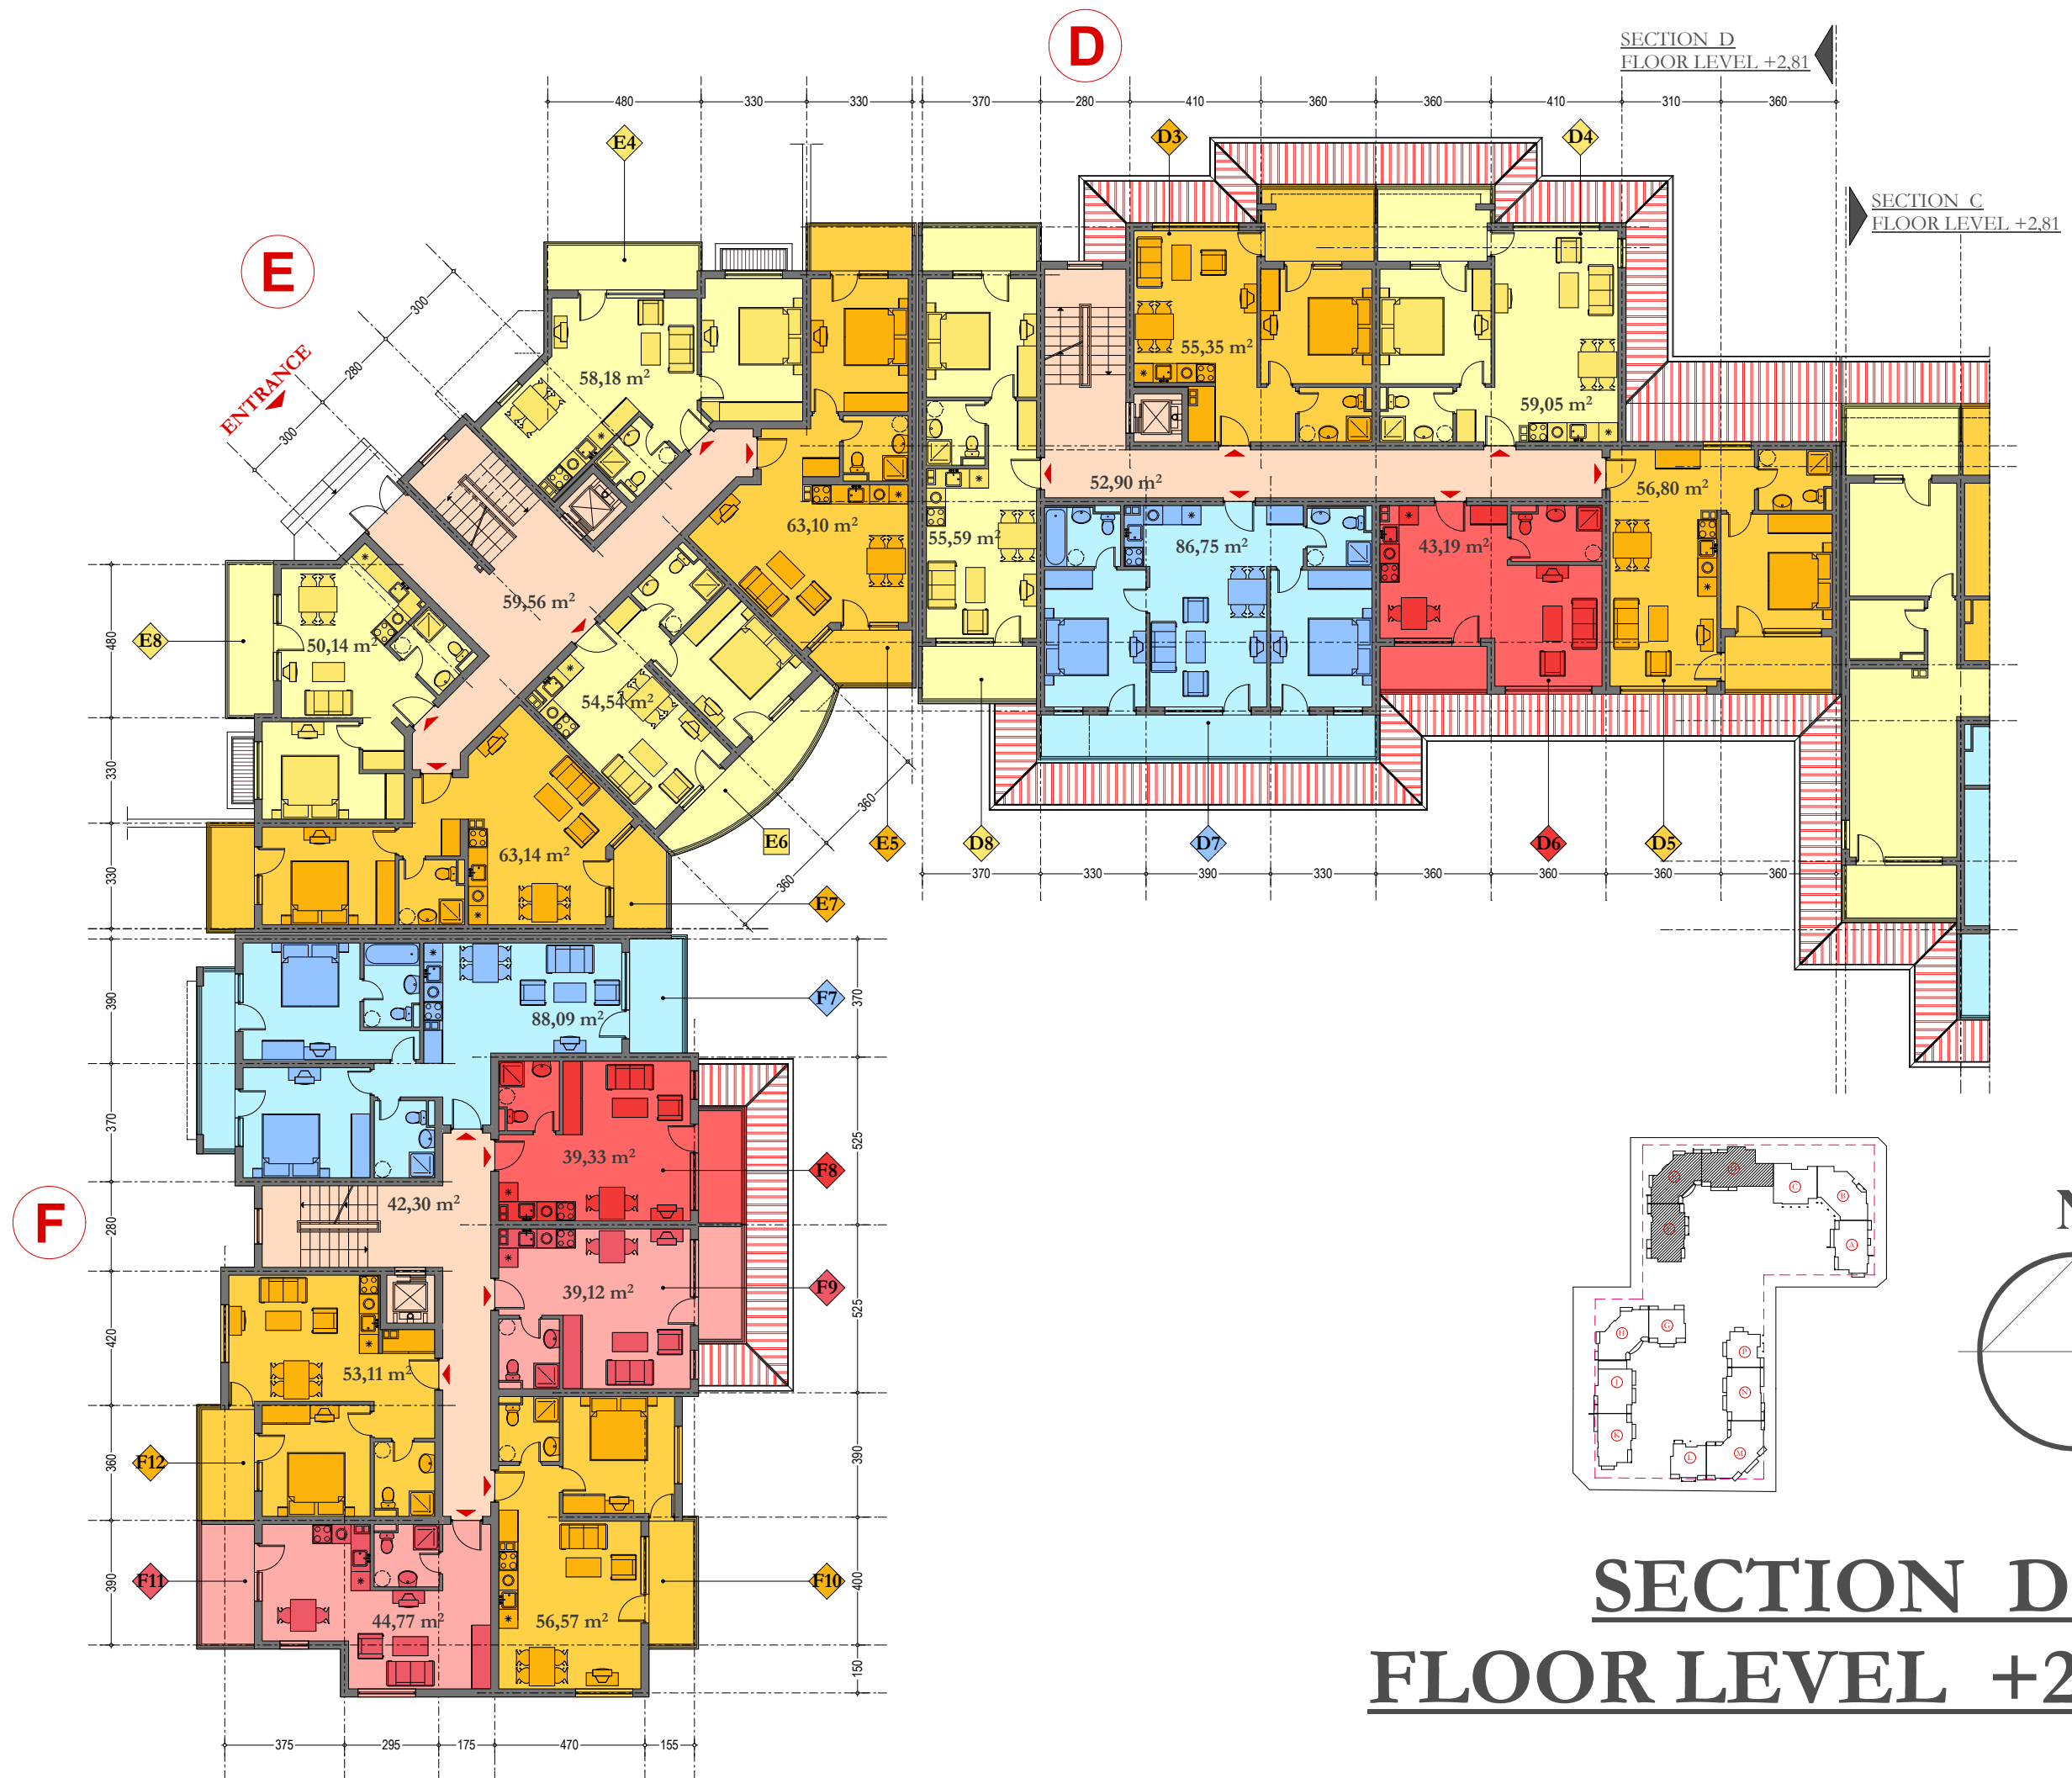 D
SECTION D
FLOOR LEVEL +2,81
480
330
330
370
280
410
360
360
410
310
360
E4
D3
D4
SECTION C
FLOOR LEVEL +2,81
E
300
280
300
ENTRANCE
58,18 m²
55,35 m²
59,05 m²
52,90 m²
56,80 m²
63,10 m²
55,59 m²
86,75 m²
43,19 m²
59,56 m²
E8
50,14 m²
54,54 m²
480
330
330
360
360
E6
E5
D8
D7
D6
D5
63,14 m²
370
330
390
330
360
360
360
360
E7
F7
88,09 m²
390
370
370
280
420
360
390
525
525
390
400
150
39,33 m²
F8
42,30 m²
F
39,12 m²
F9
53,11 m²
F12
F11
44,77 m²
56,57 m²
F10
375
295
175
470
155
D
C
B
A
H
G
I
K
P
N
L
M
SECTION D
FLOOR LEVEL +2